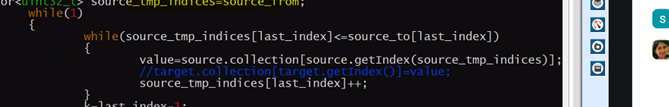 or<uint32_t> source_tmp_indices=source_from;
while(1)
{
while(source_tmp_indices[last_index]<=source_to[last_index])
{
value=source.collection[source.getIndex(source_tmp_indices)];
//target.collection[target.getIndex()]=value;
source_tmp_indices[last_index]++;
}
k=last_index-1;
S